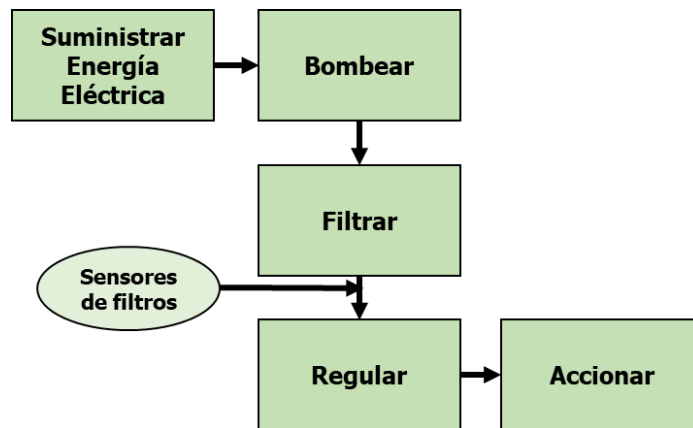 Suministrar
Energía
Eléctrica
Bombear
Filtrar
Sensores
de filtros
Regular
Accionar